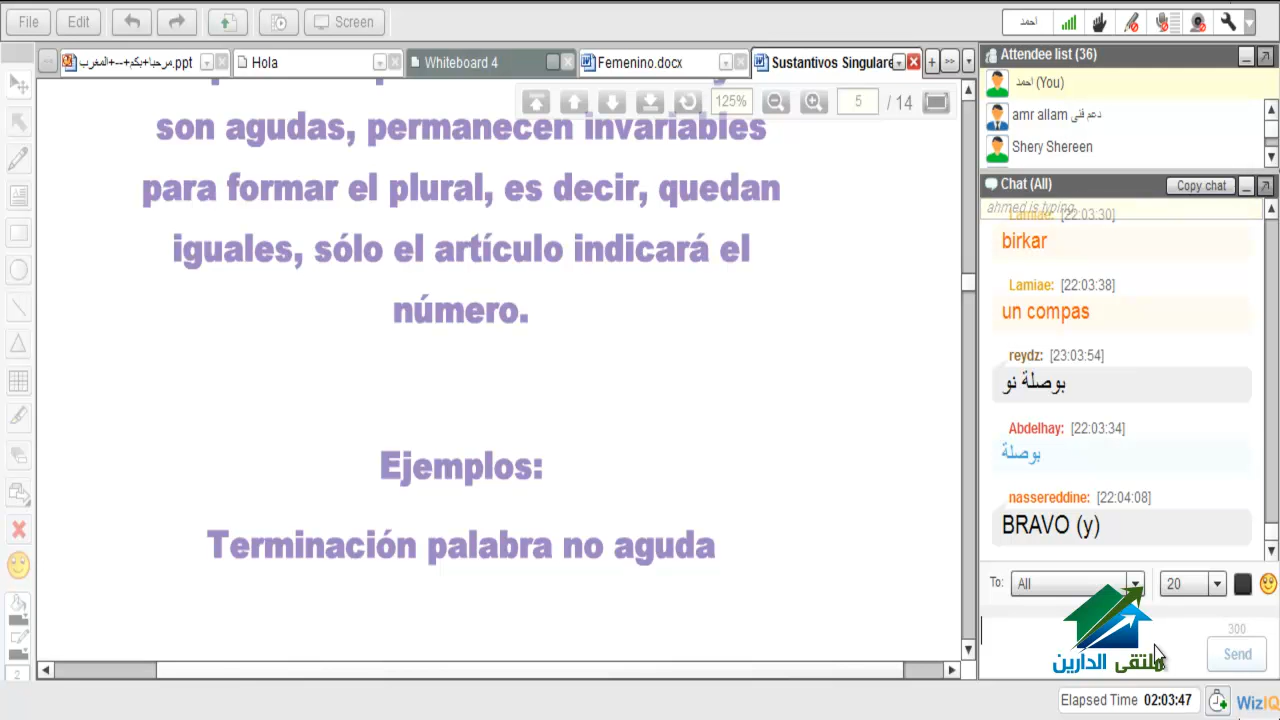 File Edit Screen
احمد
مرحبا+بكم+--+المغرب.ppt
Hola
Whiteboard 4
Femenino.docx
Sustantivos Singulare
>>
125%
5 / 14
son agudas, permanecen invariables
para formar el plural, es decir, quedan
iguales, sólo el artículo indicará el
número.
Ejemplos:
Terminación palabra no aguda
2
Attendee list (36)
احمد (You)
amr allam دعم فنى
Shery Shereen
Chat (All)
Copy chat
ahmed is typing
Lamiae: [22:03:30]
birkar
Lamiae: [22:03:38]
un compas
reydz: [23:03:54]
بوصلة نو
Abdelhay: [22:03:34]
بوصلة
nassereddine: [22:04:08]
BRAVO (y)
To: All 20
300
Send
ملتقى الدارين
Elapsed Time 02:03:47
WizIQ